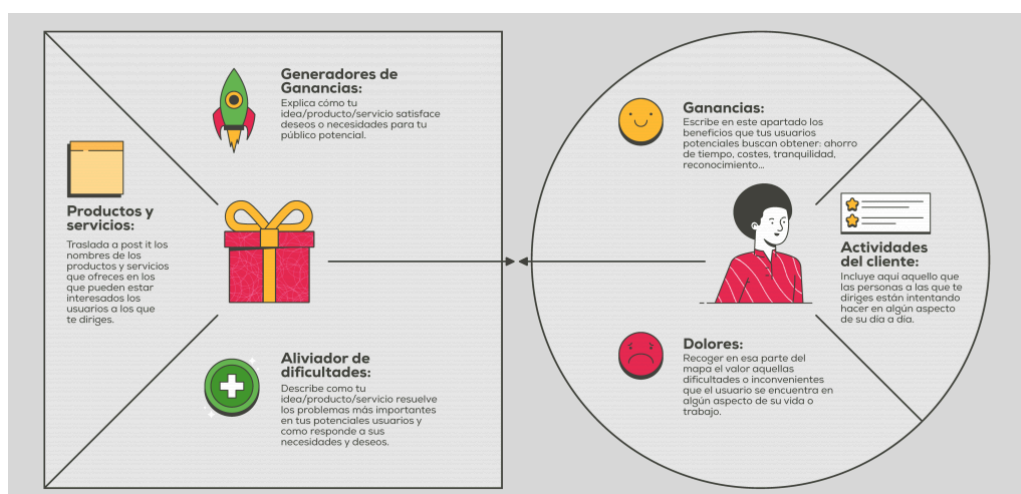 Generadores de
Ganancias:
Explica cómo tu
idea/producto/servicio satisface
deseos o necesidades para tu
público potencial.
Productos y
servicios:
Traslada a post it los
nombres de los
productos y servicios
que ofreces en los
que pueden estar
interesados los
usuarios a los que
te diriges.
Aliviador de
dificultades:
Describe como tu
idea/producto/servicio resuelve
los problemas más importantes
en tus potenciales usuarios y
como responde a sus
necesidades y deseos.
Ganancias:
Escribe en este apartado los
beneficios que tus usuarios
potenciales buscan obtener: ahorro
de tiempo, costes, tranquilidad,
reconocimiento...
Actividades
del cliente:
Incluye aquí aquello que
las personas a las que te
diriges están intentando
hacer en algún aspecto
de su día a día.
Dolores:
Recoger en esa parte del
mapa el valor aquellas
dificultades o inconvenientes
que el usuario se encuentra en
algún aspecto de su vida o
trabajo.